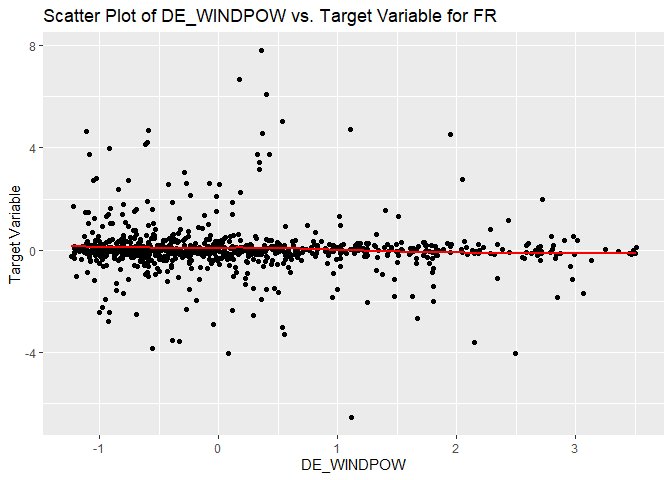 Scatter Plot of DE_WINDPOW vs. Target Variable for FR
8
4
0
-4
Target Variable
-1 0 1 2 3
DE_WINDPOW